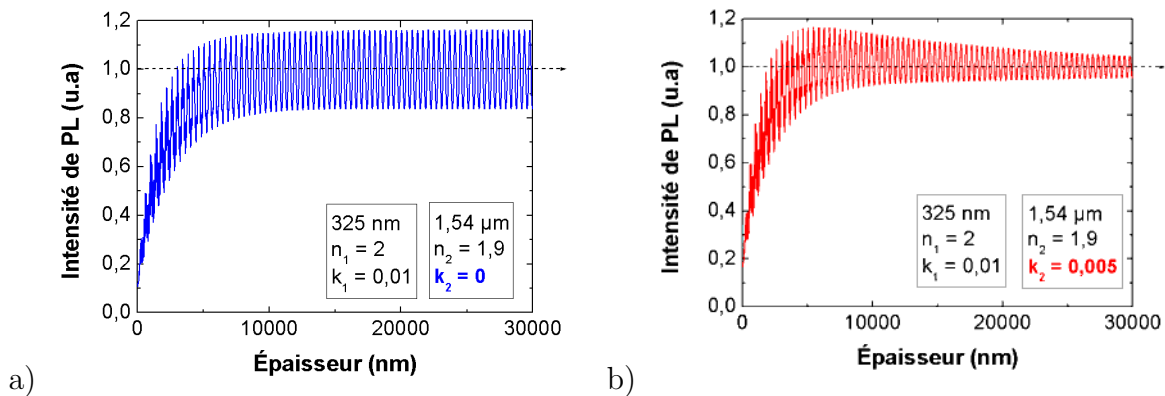 1,2
1,0
0,8
0,6
0,4
0,2
0,0
Intensité de PL (u.a)
325 nm
n₁ = 2
k₁ = 0,01
1,54 µm
n₂ = 1,9
k₂ = 0
0 10000 20000 30000
Épaisseur (nm)
a)
1,2
1,0
0,8
0,6
0,4
0,2
0,0
Intensité de PL (u.a)
325 nm
n₁ = 2
k₁ = 0,01
1,54 µm
n₂ = 1,9
k₂ = 0,005
0 10000 20000 30000
Épaisseur (nm)
b)